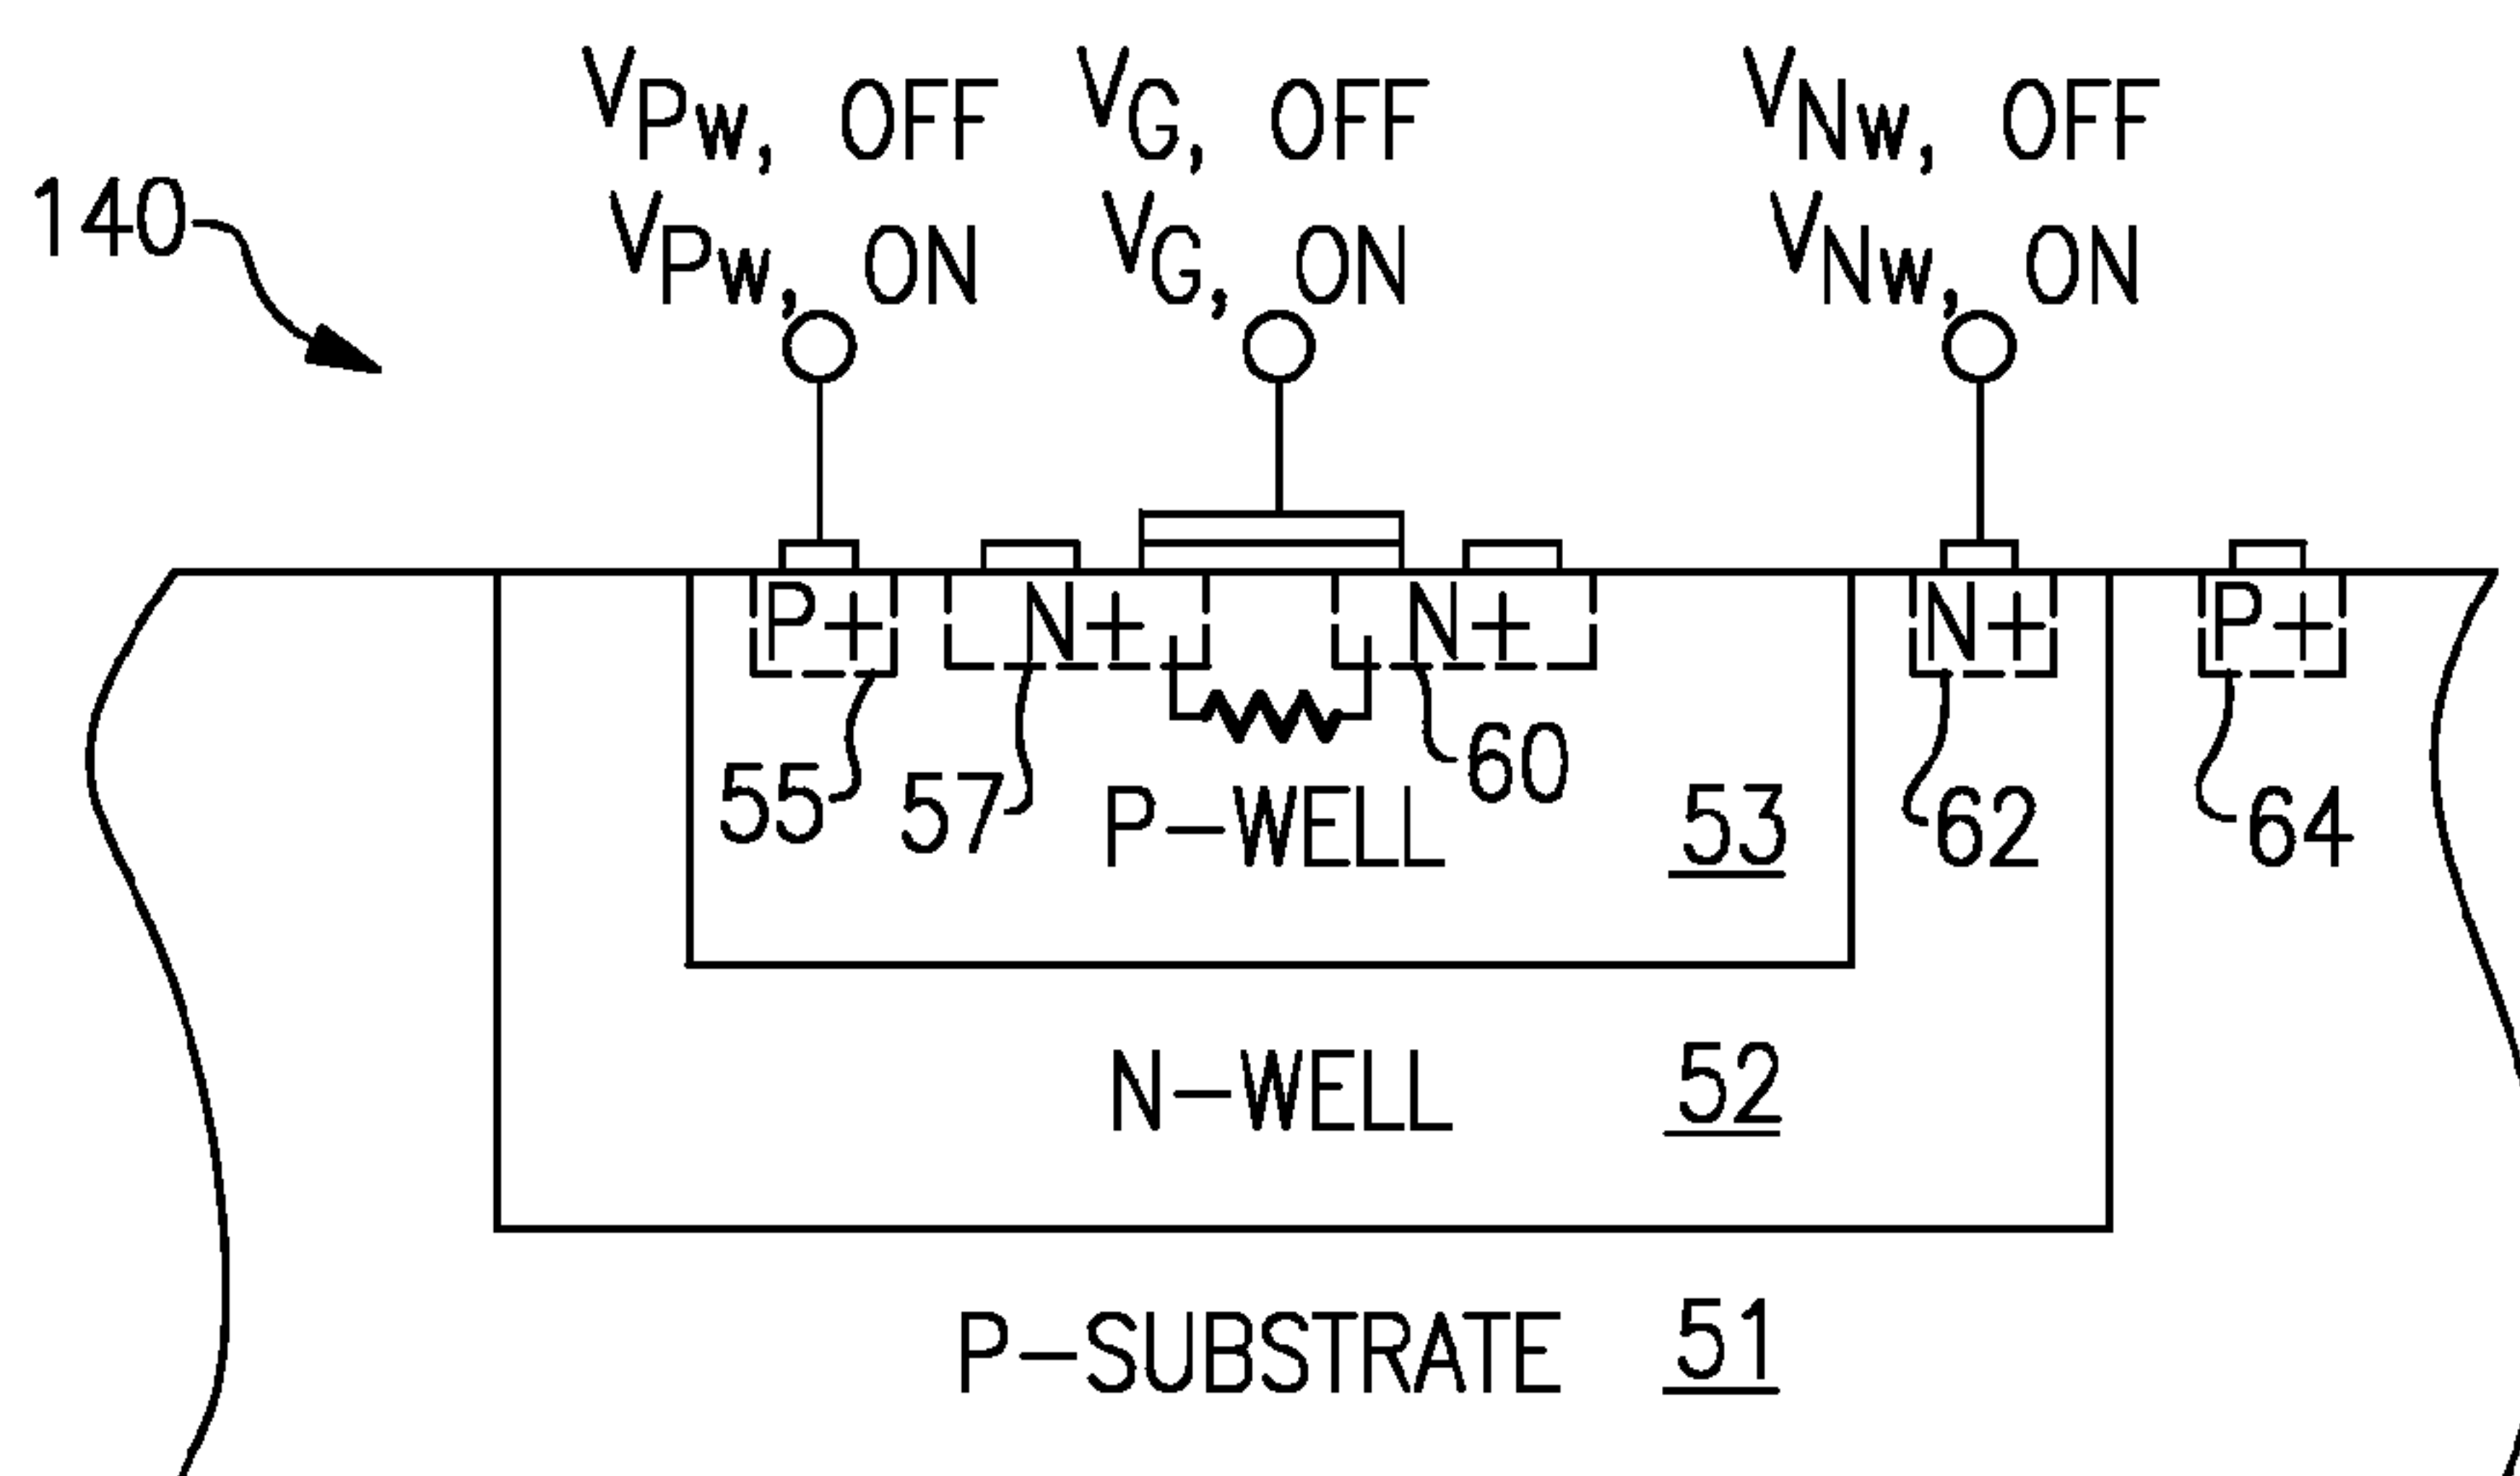 VPW, OFF VG, OFF VNW, OFF
VPW, ON VG, ON VNW, ON
140
P+ N+ N+ N+ P+
55 57 60 62 64
P-WELL 53
N-WELL 52
P-SUBSTRATE 51